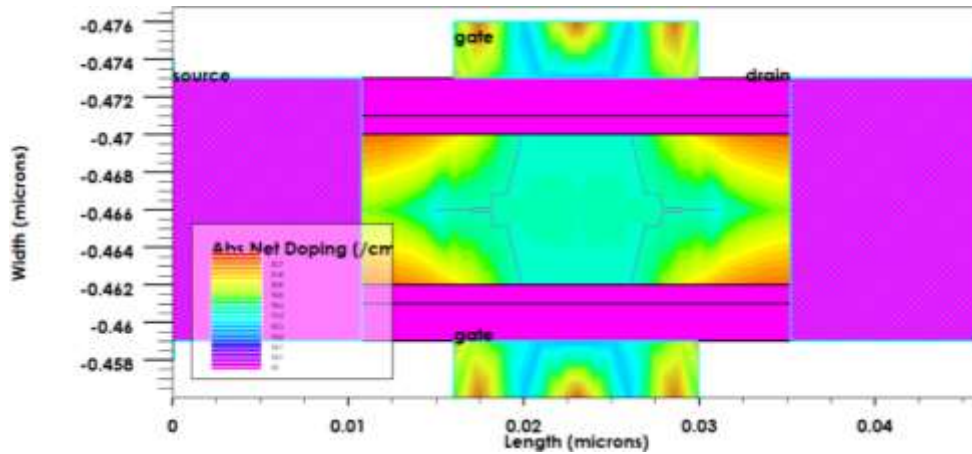 -0.476
gate
-0.474
source
drain
-0.472
-0.47
-0.468
-0.466
Width (microns)
-0.464
Abs Net Doping (/cm
-0.462
-0.46
gate
-0.458
0
0.01
0.02
0.03
0.04
Length (microns)